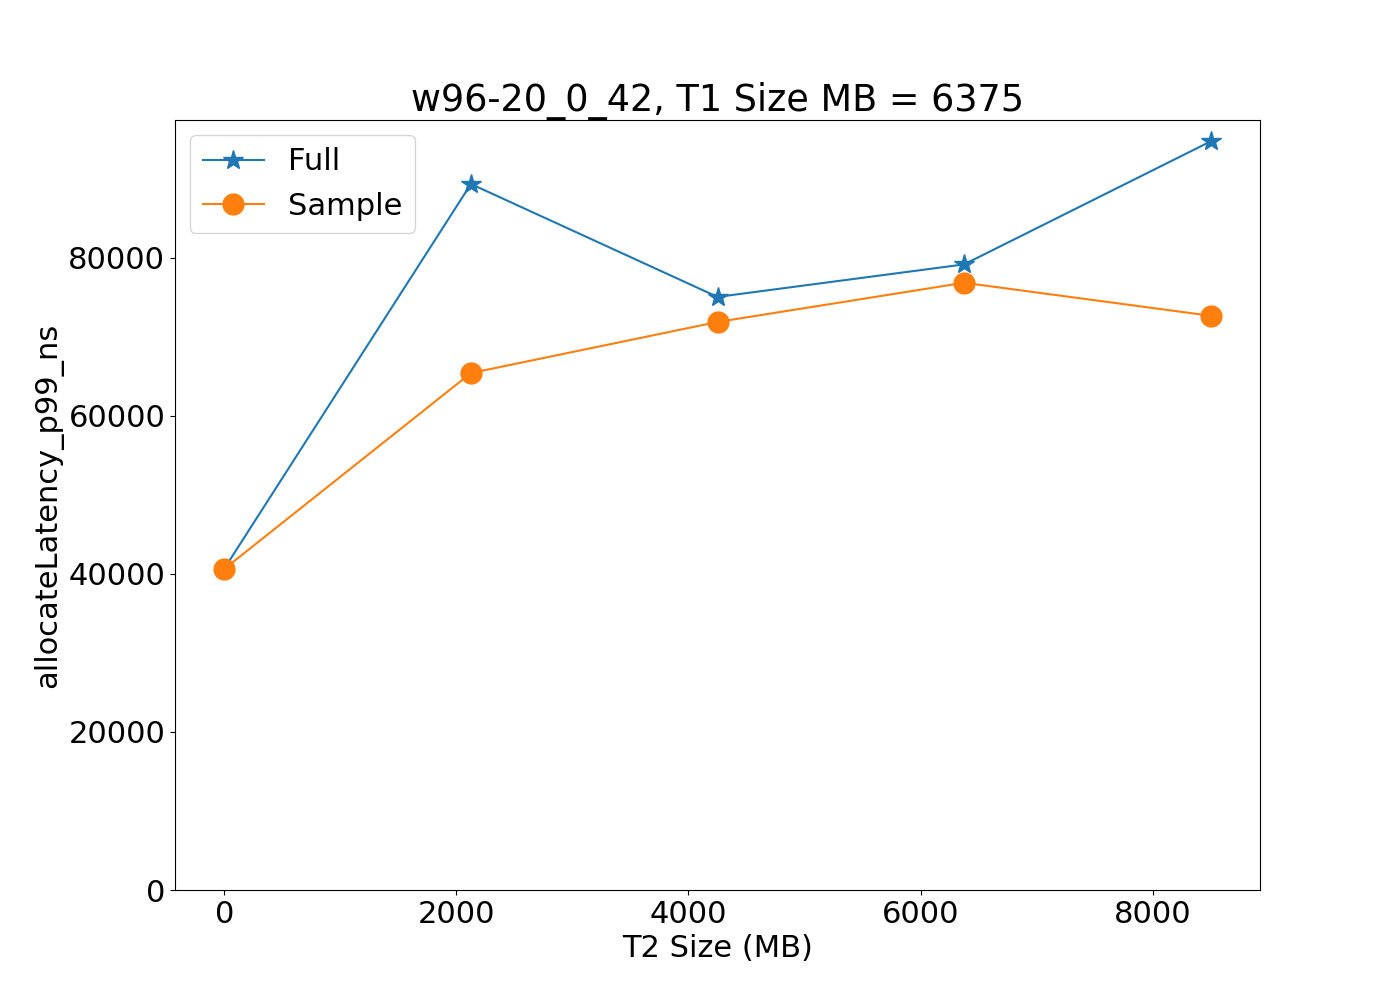 w96-20_0_42, T1 Size MB = 6375
Full
Sample
80000
60000
40000
20000
0
allocateLatency_p99_ns
0 2000 4000 6000 8000
T2 Size (MB)